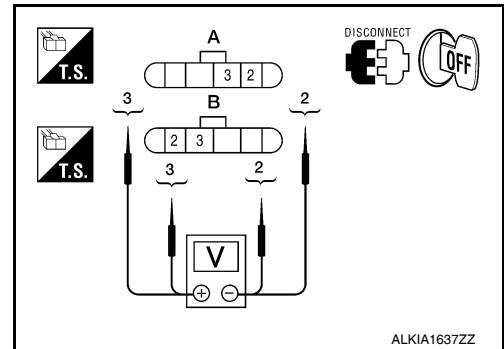 A
DISCONNECT
OFF
T.S.
3 2
3
B
2
2 3
T.S.
3
2
V
+ −
ALKIA1637ZZ